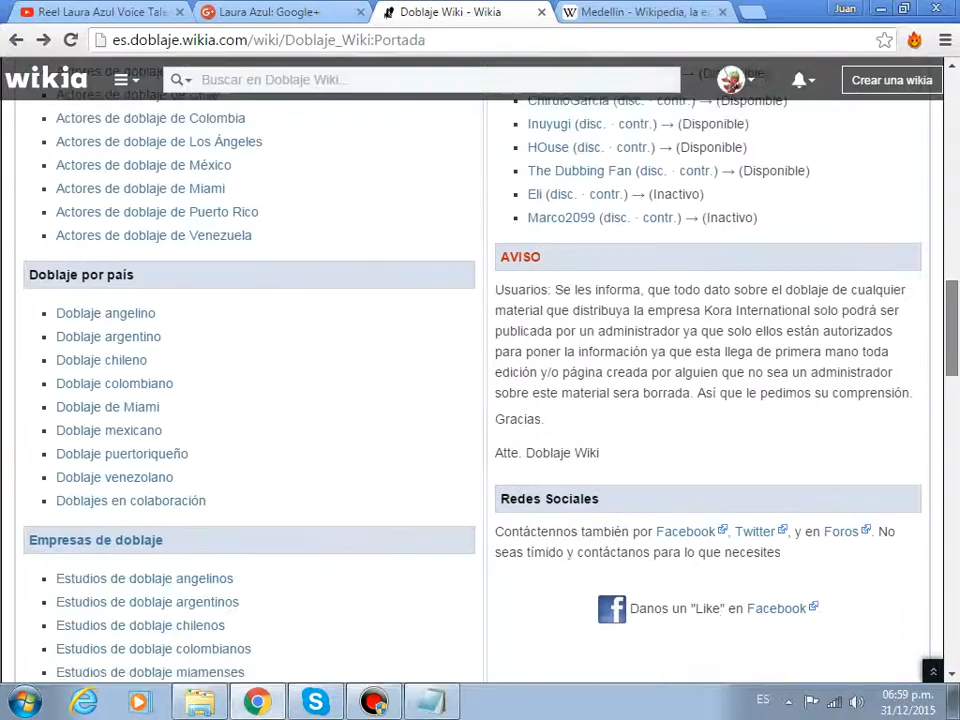 Reel Laura Azul Voice Tale
Laura Azul: Google+
Doblaje Wiki - Wikia
Medellín - Wikipedia, la e
Juan
es.doblaje.wikia.com/wiki/Doblaje_Wiki:Portada
wikia
Buscar en Doblaje Wiki...
Crear una wikia
Actores de doblaje de Chile
Actores de doblaje de Colombia
Actores de doblaje de Los Ángeles
Actores de doblaje de México
Actores de doblaje de Miami
Actores de doblaje de Puerto Rico
Actores de doblaje de Venezuela
Doblaje por país
Doblaje angelino
Doblaje argentino
Doblaje chileno
Doblaje colombiano
Doblaje de Miami
Doblaje mexicano
Doblaje puertoriqueño
Doblaje venezolano
Doblajes en colaboración
Empresas de doblaje
Estudios de doblaje angelinos
Estudios de doblaje argentinos
Estudios de doblaje chilenos
Estudios de doblaje colombianos
Estudios de doblaje miamenses
ChiruloGarcia (disc. · contr.) → (Disponible)
Inuyugi (disc. · contr.) → (Disponible)
HOuse (disc. · contr.) → (Disponible)
The Dubbing Fan (disc. · contr.) → (Disponible)
Eli (disc. · contr.) → (Inactivo)
Marco2099 (disc. · contr.) → (Inactivo)
AVISO
Usuarios: Se les informa, que todo dato sobre el doblaje de cualquier
material que distribuya la empresa Kora International solo podrá ser
publicada por un administrador ya que solo ellos están autorizados
para poner la información ya que esta llega de primera mano toda
edición y/o página creada por alguien que no sea un administrador
sobre este material sera borrada. Así que le pedimos su comprensión.
Gracias.
Atte. Doblaje Wiki
Redes Sociales
Contáctennos también por Facebook, Twitter, y en Foros. No
seas tímido y contáctanos para lo que necesites
Danos un "Like" en Facebook
ES
06:59 p.m.
31/12/2015